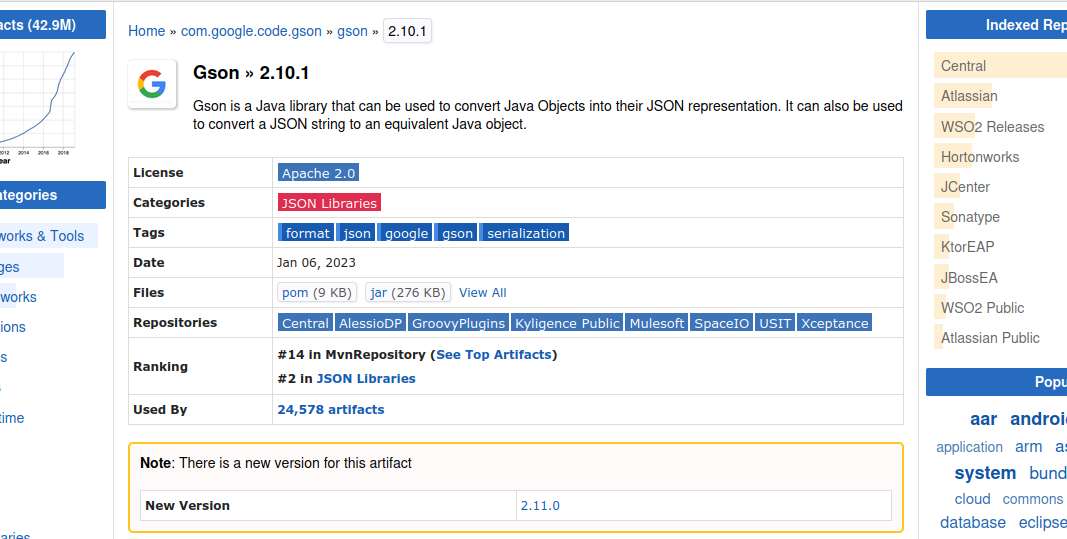 acts (42.9M)
2012 2014 2016 2018
ear
ategories
works & Tools
ges
works
ions
s
time
aries
Home » com.google.code.gson » gson » 2.10.1
Gson » 2.10.1
Gson is a Java library that can be used to convert Java Objects into their JSON representation. It can also be used
to convert a JSON string to an equivalent Java object.
License Apache 2.0
Categories JSON Libraries
Tags format json google gson serialization
Date Jan 06, 2023
Files pom (9 KB) jar (276 KB) View All
Repositories Central AlessioDP GroovyPlugins Kyligence Public Mulesoft SpaceIO USIT Xceptance
Ranking #14 in MvnRepository (See Top Artifacts)
#2 in JSON Libraries
Used By 24,578 artifacts
Note: There is a new version for this artifact
New Version 2.11.0
Indexed Rep
Central
Atlassian
WSO2 Releases
Hortonworks
JCenter
Sonatype
KtorEAP
JBossEA
WSO2 Public
Atlassian Public
Popu
aar androi
application arm as
system bund
cloud commons
database eclipse